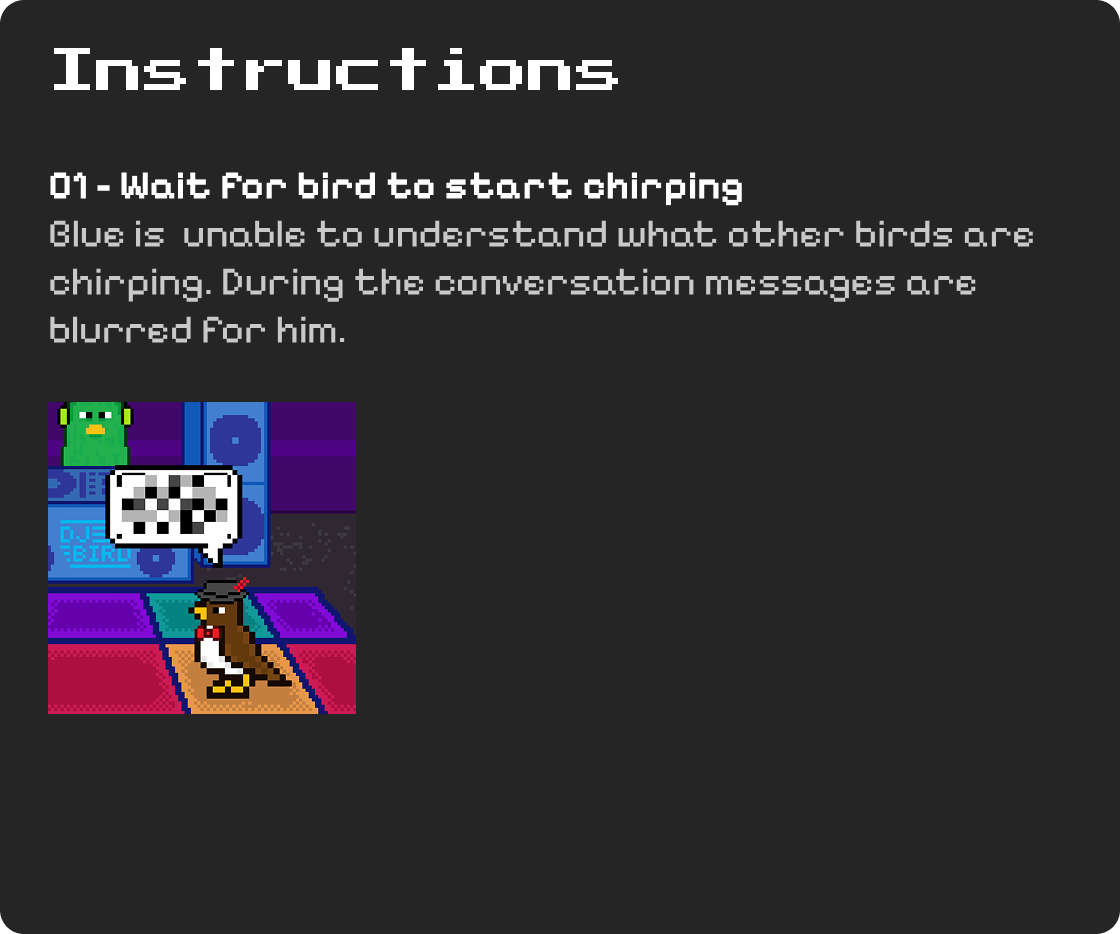 Instructions
01 - Wait for bird to start chirping
Blue is unable to understand what other birds are
chirping. During the conversation messages are
blurred for him.
DJ
BIRD